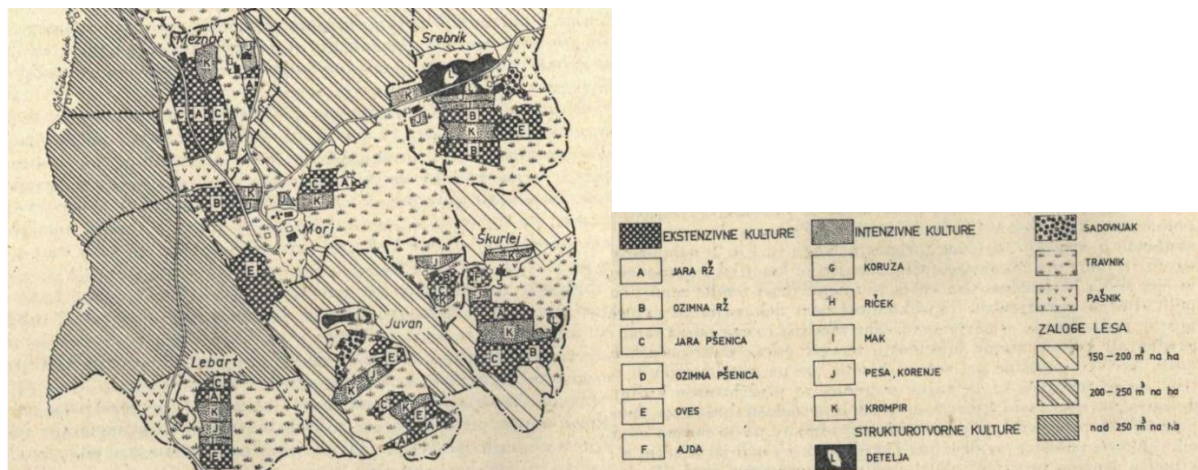 Mežnar
Srebnik
K
A
L
K
J
C A C
K
B
K
B
E
B
K
J
C
A
K
J
Mori
Škurlej
K
E
J
J
A
K
C
B
Juvan
E
J
K
Lebart
C
A
K
J
E
C
K
E
A
A
EKSTENZIVNE KULTURE
A JARA RŽ
B OZIMNA RŽ
C JARA PŠENICA
D OZIMNA PŠENICA
E OVES
F AJDA
INTENZIVNE KULTURE
G KORUZA
H RIČEK
I MAK
J PESA, KORENJE
K KROMPIR
STRUKTUROTVORNE KULTURE
L DETELJA
SADOVNJAK
TRAVNIK
PAŠNIK
ZALOGE LESA
150 – 200 m³ na ha
200 – 250 m³ na ha
nad 250 m³ na ha